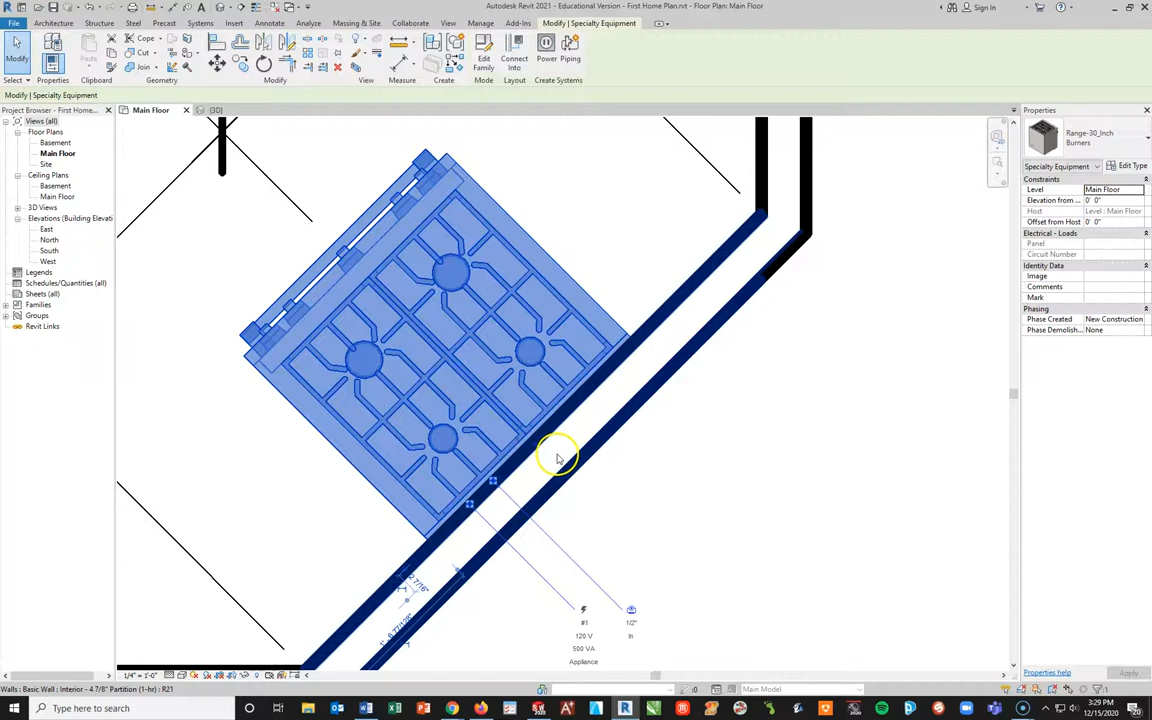 Autodesk Revit 2021 - Educational Version - First Home Plan.rvt - Floor Plan: Main Floor
Sign In
File Architecture Structure Steel Precast Systems Insert Annotate Analyze Massing & Site Collaborate View Manage Add-Ins Modify | Specialty Equipment
Modify
Paste
Cope
Cut
Join
Edit Family
Connect Into
Power Piping
Select Properties Clipboard Geometry Modify View Measure Create Mode Layout Create Systems
Modify | Specialty Equipment
Project Browser - First Home...
Views (all)
Floor Plans
Basement
Main Floor
Site
Ceiling Plans
Basement
Main Floor
3D Views
Elevations (Building Elevati
East
North
South
West
Legends
Schedules/Quantities (all)
Sheets (all)
Families
Groups
Revit Links
Main Floor
{3D}
#1
120 V
500 VA
Appliance
1/2"
in
Properties
Range-30_Inch
Burners
Specialty Equipment Edit Type
Constraints
Level Main Floor
Elevation from ... 0' 0"
Host Level : Main Floor
Offset from Host 0' 0"
Electrical - Loads
Panel
Circuit Number
Identity Data
Image
Comments
Mark
Phasing
Phase Created New Construction
Phase Demolish... None
Properties help Apply
1/4" = 1'-0"
Walls : Basic Wall : Interior - 4 7/8" Partition (1-hr) : R21
:0
Main Model
:1
Type here to search
3:29 PM
12/15/2020